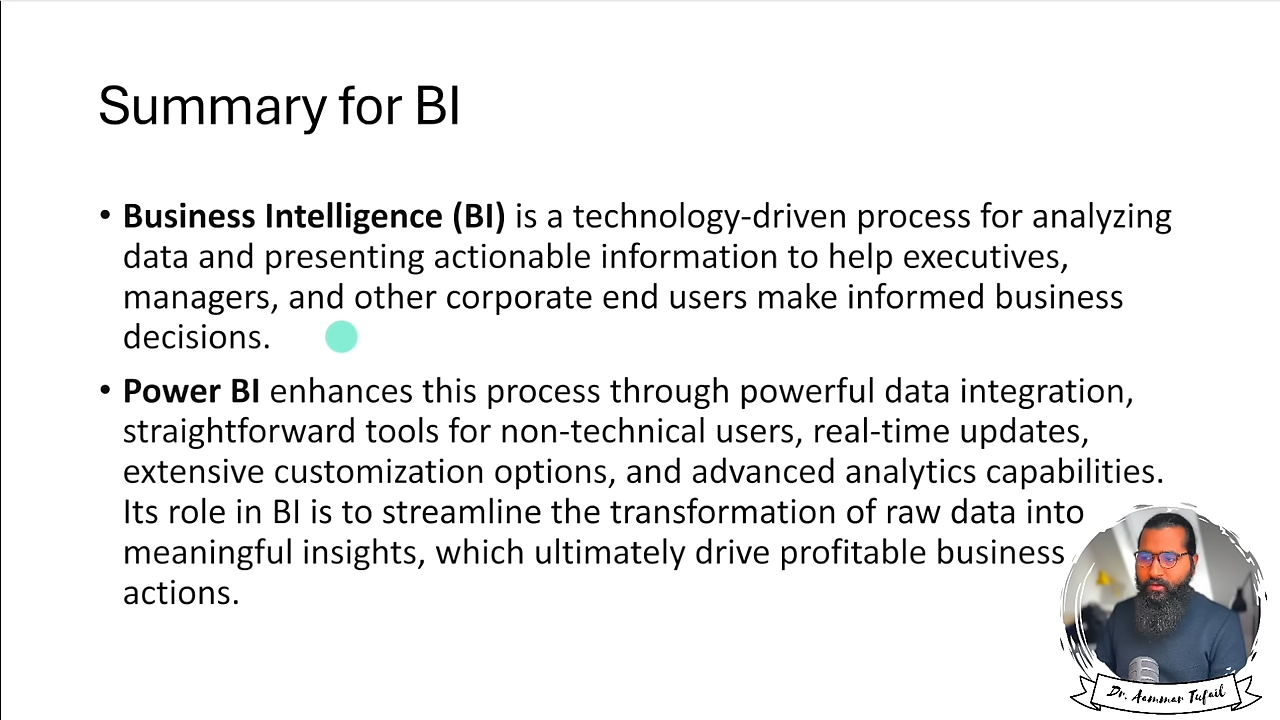 Summary for BI
• Business Intelligence (BI) is a technology-driven process for analyzing
data and presenting actionable information to help executives,
managers, and other corporate end users make informed business
decisions.
• Power BI enhances this process through powerful data integration,
straightforward tools for non-technical users, real-time updates,
extensive customization options, and advanced analytics capabilities.
Its role in BI is to streamline the transformation of raw data into
meaningful insights, which ultimately drive profitable business
actions.
Dr. Aammar Tufail